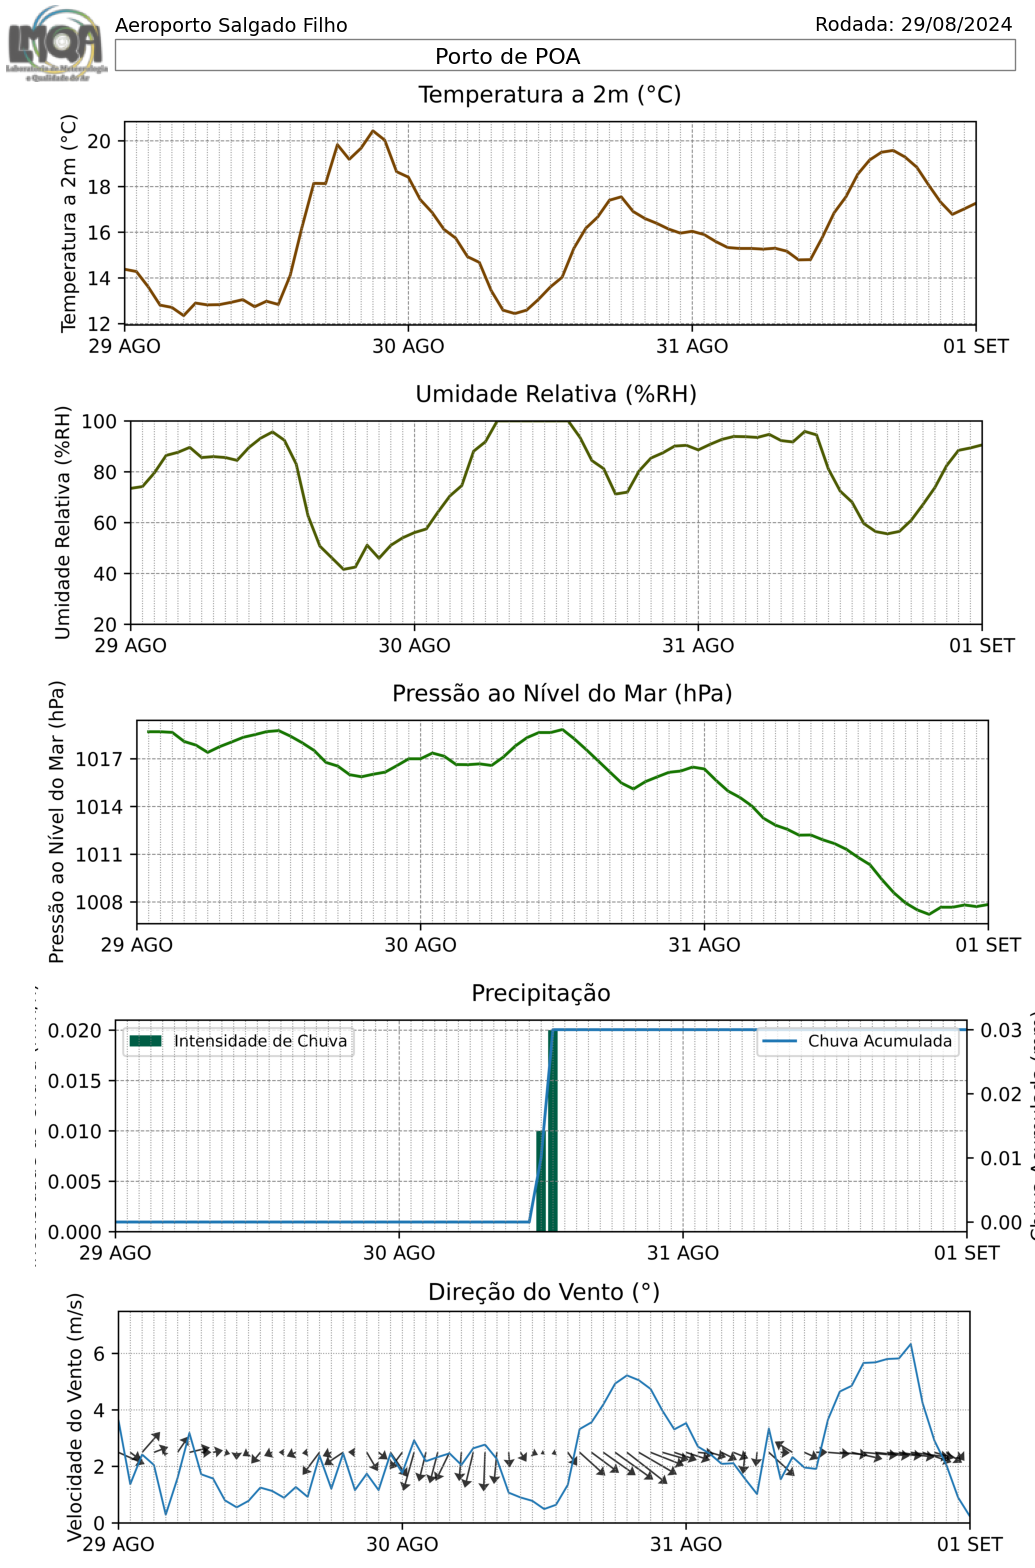 Aeroporto Salgado Filho
Rodada: 29/08/2024
LMQA
Laboratório de Meteorologia
e Qualidade do Ar
Porto de POA
Temperatura a 2m (°C)
Temperatura a 2m (°C)
20
18
16
14
12
29 AGO 30 AGO 31 AGO 01 SET
Umidade Relativa (%RH)
Umidade Relativa (%RH)
100
80
60
40
20
29 AGO 30 AGO 31 AGO 01 SET
Pressão ao Nível do Mar (hPa)
Pressão ao Nível do Mar (hPa)
1017
1014
1011
1008
29 AGO 30 AGO 31 AGO 01 SET
Precipitação
Intensidade de Chuva
Chuva Acumulada
0.020
0.015
0.010
0.005
0.000
0.03
0.02
0.01
0.00
29 AGO 30 AGO 31 AGO 01 SET
Direção do Vento (°)
Velocidade do Vento (m/s)
6
4
2
0
29 AGO 30 AGO 31 AGO 01 SET